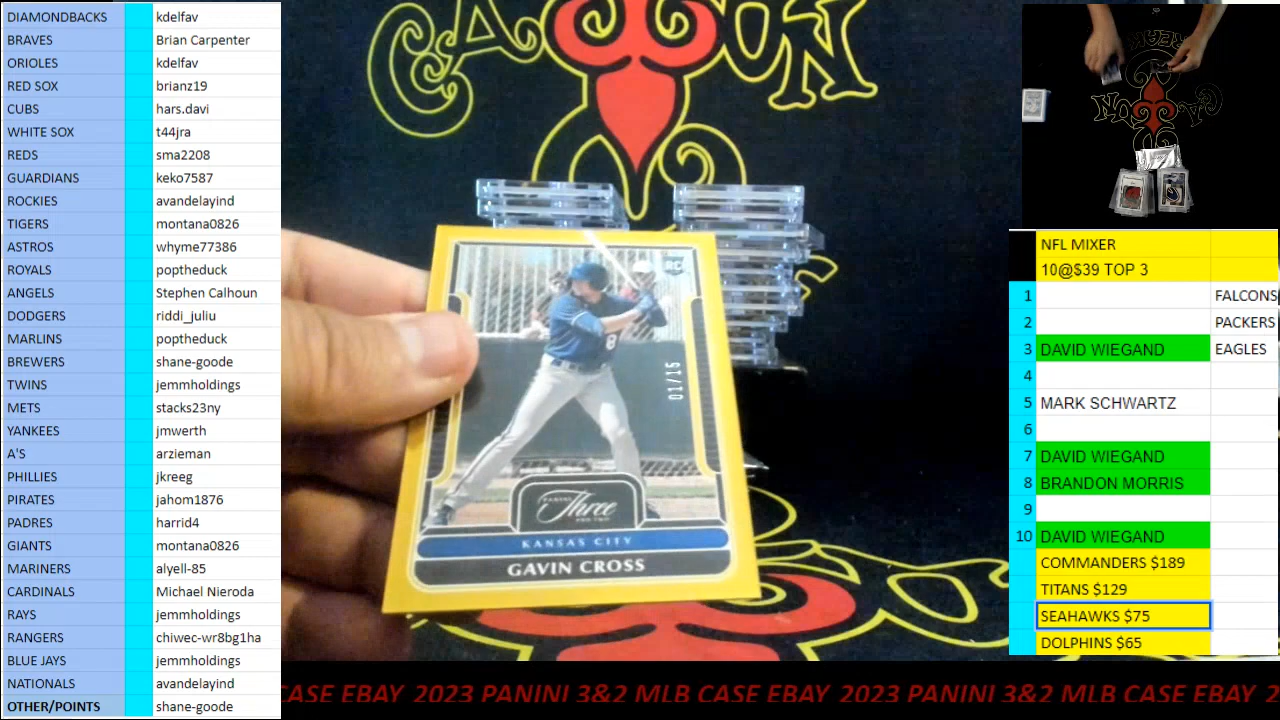 DIAMONDBACKS kdelfav
BRAVES Brian Carpenter
ORIOLES kdelfav
RED SOX brianz19
CUBS hars.davi
WHITE SOX t44jra
REDS sma2208
GUARDIANS keko7587
ROCKIES avandelayind
TIGERS montana0826
ASTROS whyme77386
ROYALS poptheduck
ANGELS Stephen Calhoun
DODGERS riddi_juliu
MARLINS poptheduck
BREWERS shane-goode
TWINS jemmholdings
METS stacks23ny
YANKEES jmwerth
A'S arzieman
PHILLIES jkreeg
PIRATES jahom1876
PADRES harrid4
GIANTS montana0826
MARINERS alyell-85
CARDINALS Michael Nieroda
RAYS jemmholdings
RANGERS chiwec-wr8bg1ha
BLUE JAYS jemmholdings
NATIONALS avandelayind
OTHER/POINTS shane-goode
RC
8
01/15
PANINI
Three
AND TWO
KANSAS CITY
GAVIN CROSS
NFL MIXER
10@$39 TOP 3
1 FALCONS
2 PACKERS
3 DAVID WIEGAND EAGLES
4
5 MARK SCHWARTZ
6
7 DAVID WIEGAND
8 BRANDON MORRIS
9
10 DAVID WIEGAND
COMMANDERS $189
TITANS $129
SEAHAWKS $75
DOLPHINS $65
CASE EBAY 2023 PANINI 3&2 MLB CASE EBAY 2023 PANINI 3&2 MLB CASE EBAY 2